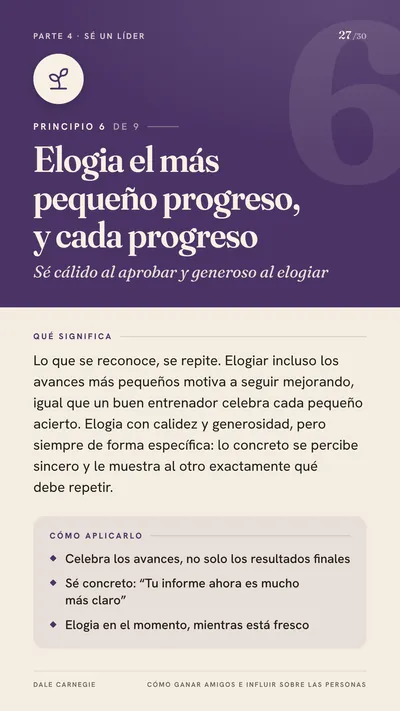 PARTE 4 · SÉ UN LÍDER
27/30
6
PRINCIPIO 6 DE 9
Elogia el más
pequeño progreso,
y cada progreso
Sé cálido al aprobar y generoso al elogiar
QUÉ SIGNIFICA
Lo que se reconoce, se repite. Elogiar incluso los
avances más pequeños motiva a seguir mejorando,
igual que un buen entrenador celebra cada pequeño
acierto. Elogia con calidez y generosidad, pero
siempre de forma específica: lo concreto se percibe
sincero y le muestra al otro exactamente qué
debe repetir.
CÓMO APLICARLO
Celebra los avances, no solo los resultados finales
Sé concreto: “Tu informe ahora es mucho
más claro”
Elogia en el momento, mientras está fresco
DALE CARNEGIE
CÓMO GANAR AMIGOS E INFLUIR SOBRE LAS PERSONAS